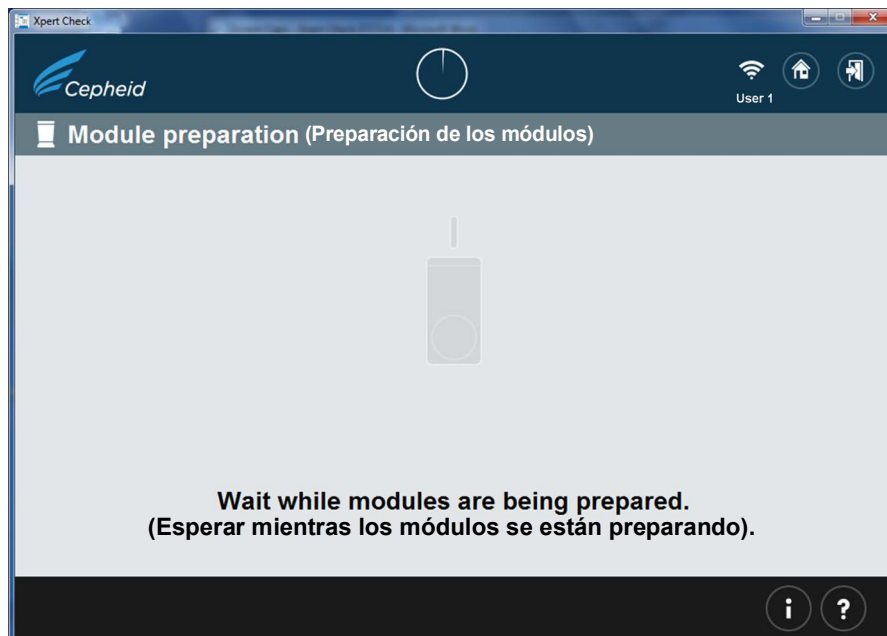 Xpert Check
Cepheid
User 1
Module preparation (Preparación de los módulos)
Wait while modules are being prepared.
(Esperar mientras los módulos se están preparando).
i ?